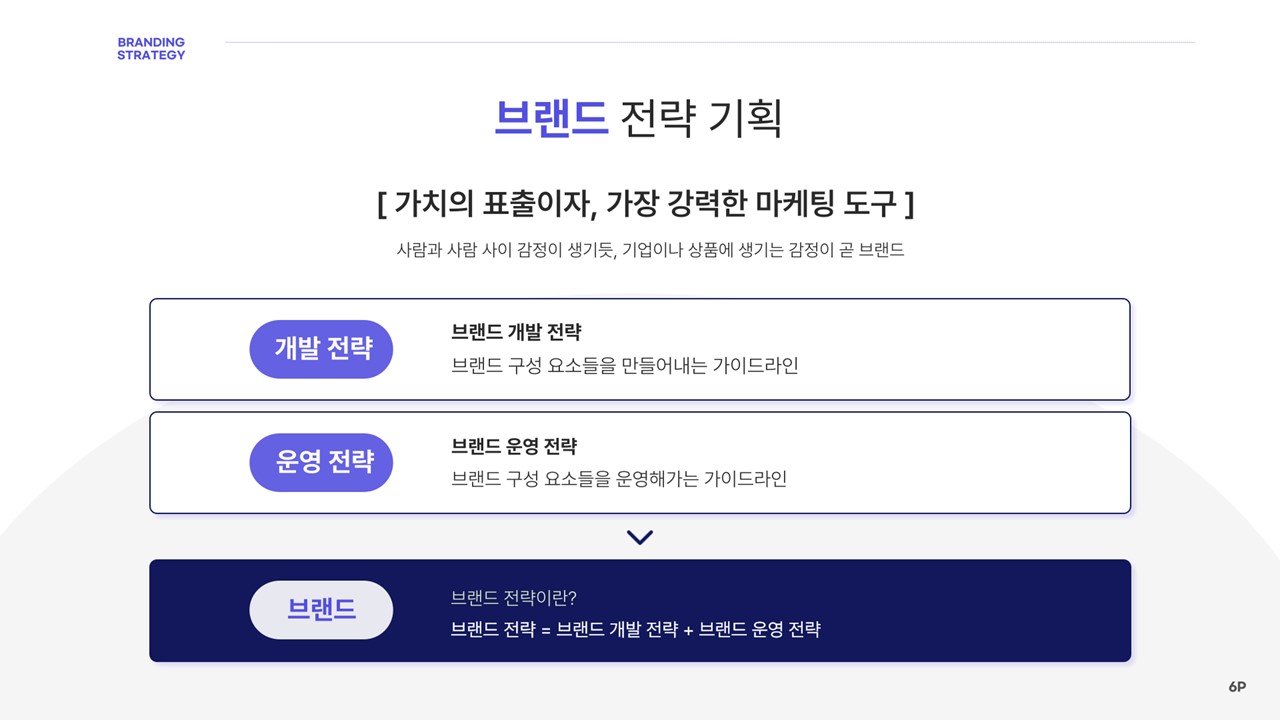 BRANDING
STRATEGY
브랜드 전략 기획
[ 가치의 표출이자, 가장 강력한 마케팅 도구 ]
사람과 사람 사이 감정이 생기듯, 기업이나 상품에 생기는 감정이 곧 브랜드
개발 전략
브랜드 개발 전략
브랜드 구성 요소들을 만들어내는 가이드라인
운영 전략
브랜드 운영 전략
브랜드 구성 요소들을 운영해가는 가이드라인
브랜드
브랜드 전략이란?
브랜드 전략 = 브랜드 개발 전략 + 브랜드 운영 전략
6P